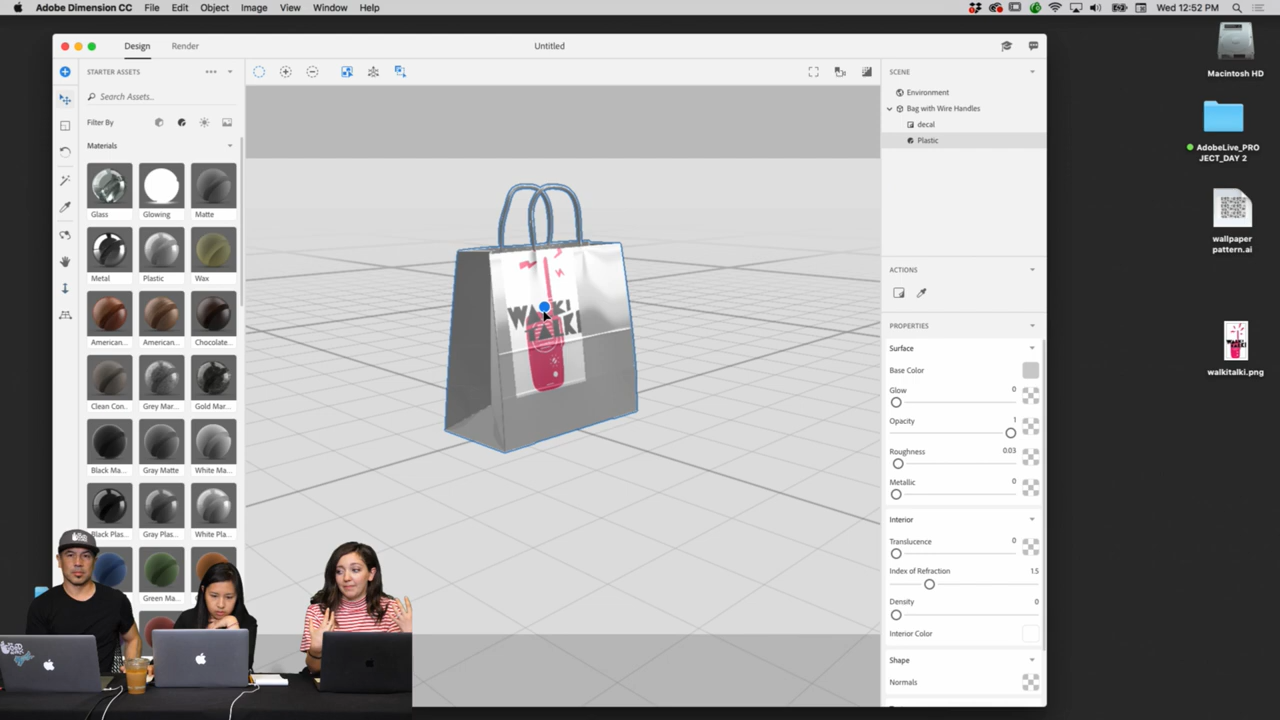 Adobe Dimension CC File Edit Object Image View Window Help
Wed 12:52 PM
Design Render
Untitled
STARTER ASSETS
Search Assets...
Filter By
Materials
Glass Glowing Matte
Metal Plastic Wax
American... American... Chocolate...
Clean Con... Grey Mar... Gold Mar...
Black Ma... Gray Matte White Ma...
Black Plas... Gray Plas... White Pla...
Green Ma...
WALKI
TALKI
SCENE
Environment
Bag with Wire Handles
decal
Plastic
ACTIONS
PROPERTIES
Surface
Base Color
Glow 0
Opacity 1
Roughness 0.03
Metallic 0
Interior
Translucence 0
Index of Refraction 1.5
Density 0
Interior Color
Shape
Normals
Macintosh HD
AdobeLive_PRO
JECT_DAY 2
wallpaper
pattern.ai
walkitalki.png